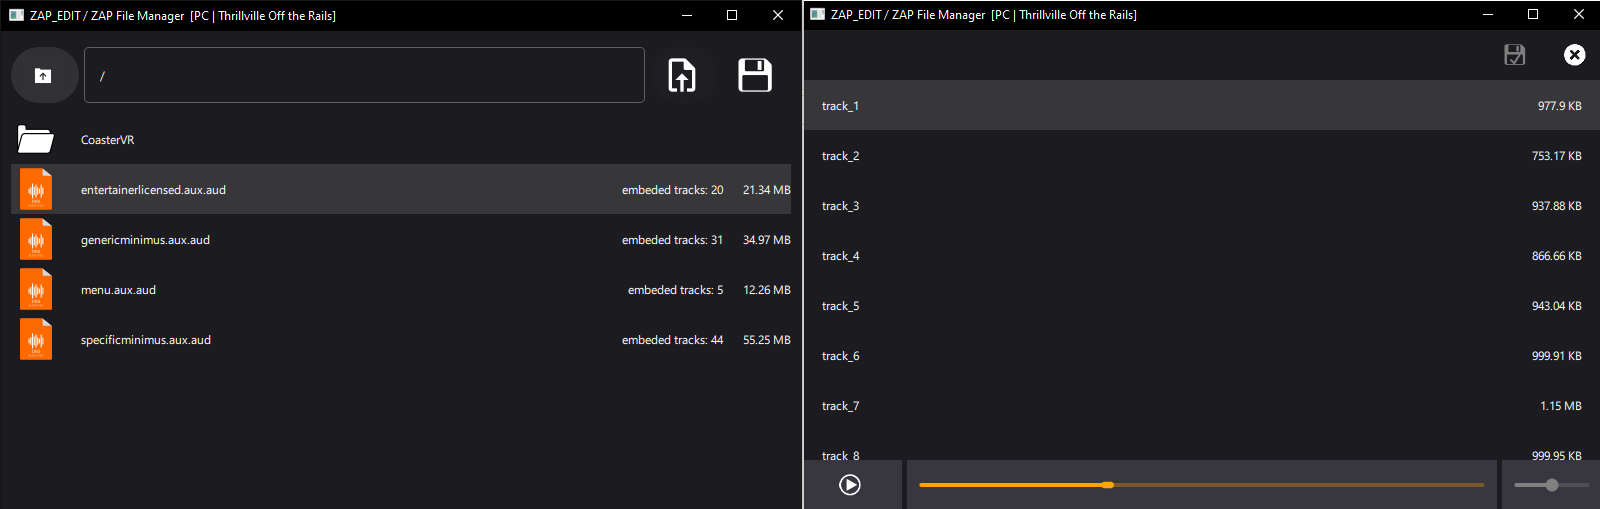 ZAP_EDIT / ZAP File Manager [PC | Thrillville Off the Rails]
/
CoasterVR
entertainerlicensed.aux.aud embeded tracks: 20 21.34 MB
genericminimus.aux.aud embeded tracks: 31 34.97 MB
menu.aux.aud embeded tracks: 5 12.26 MB
specificminimus.aux.aud embeded tracks: 44 55.25 MB
ZAP_EDIT / ZAP File Manager [PC | Thrillville Off the Rails]
track_1 977.9 KB
track_2 753.17 KB
track_3 937.88 KB
track_4 866.66 KB
track_5 943.04 KB
track_6 999.91 KB
track_7 1.15 MB
track_8 999.95 KB